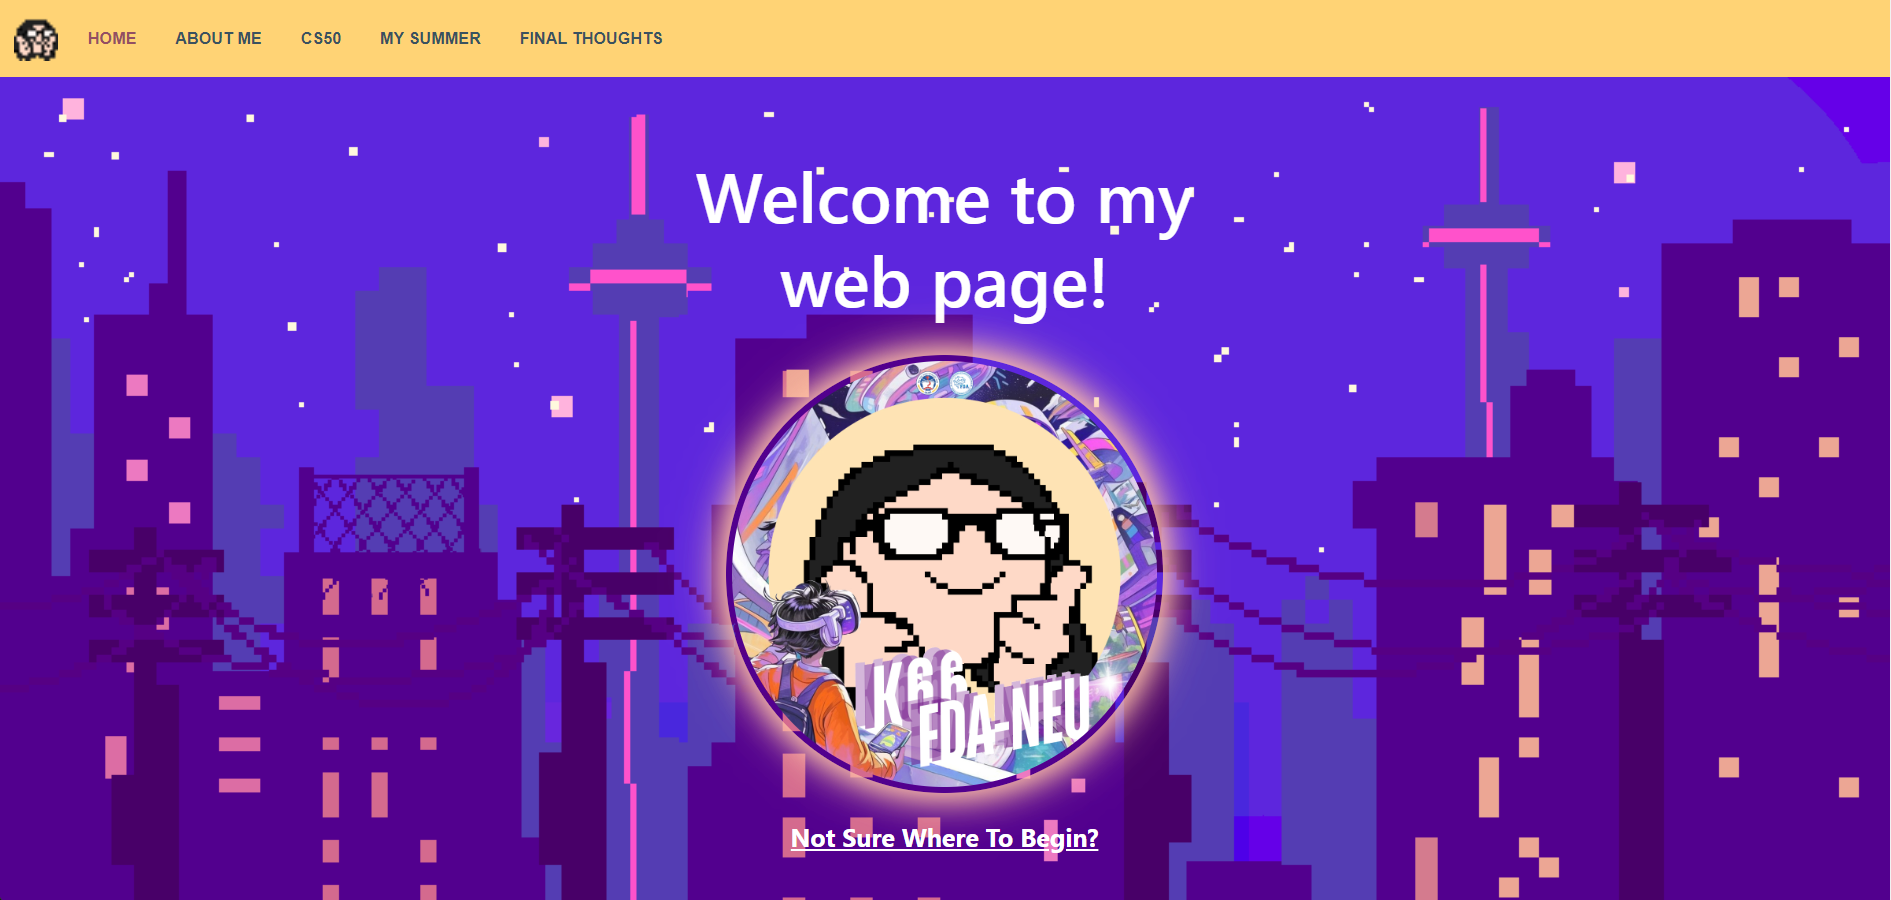 HOME ABOUT ME CS50 MY SUMMER FINAL THOUGHTS
Welcome to my
web page!
K66
FDA-NEU
Not Sure Where To Begin?